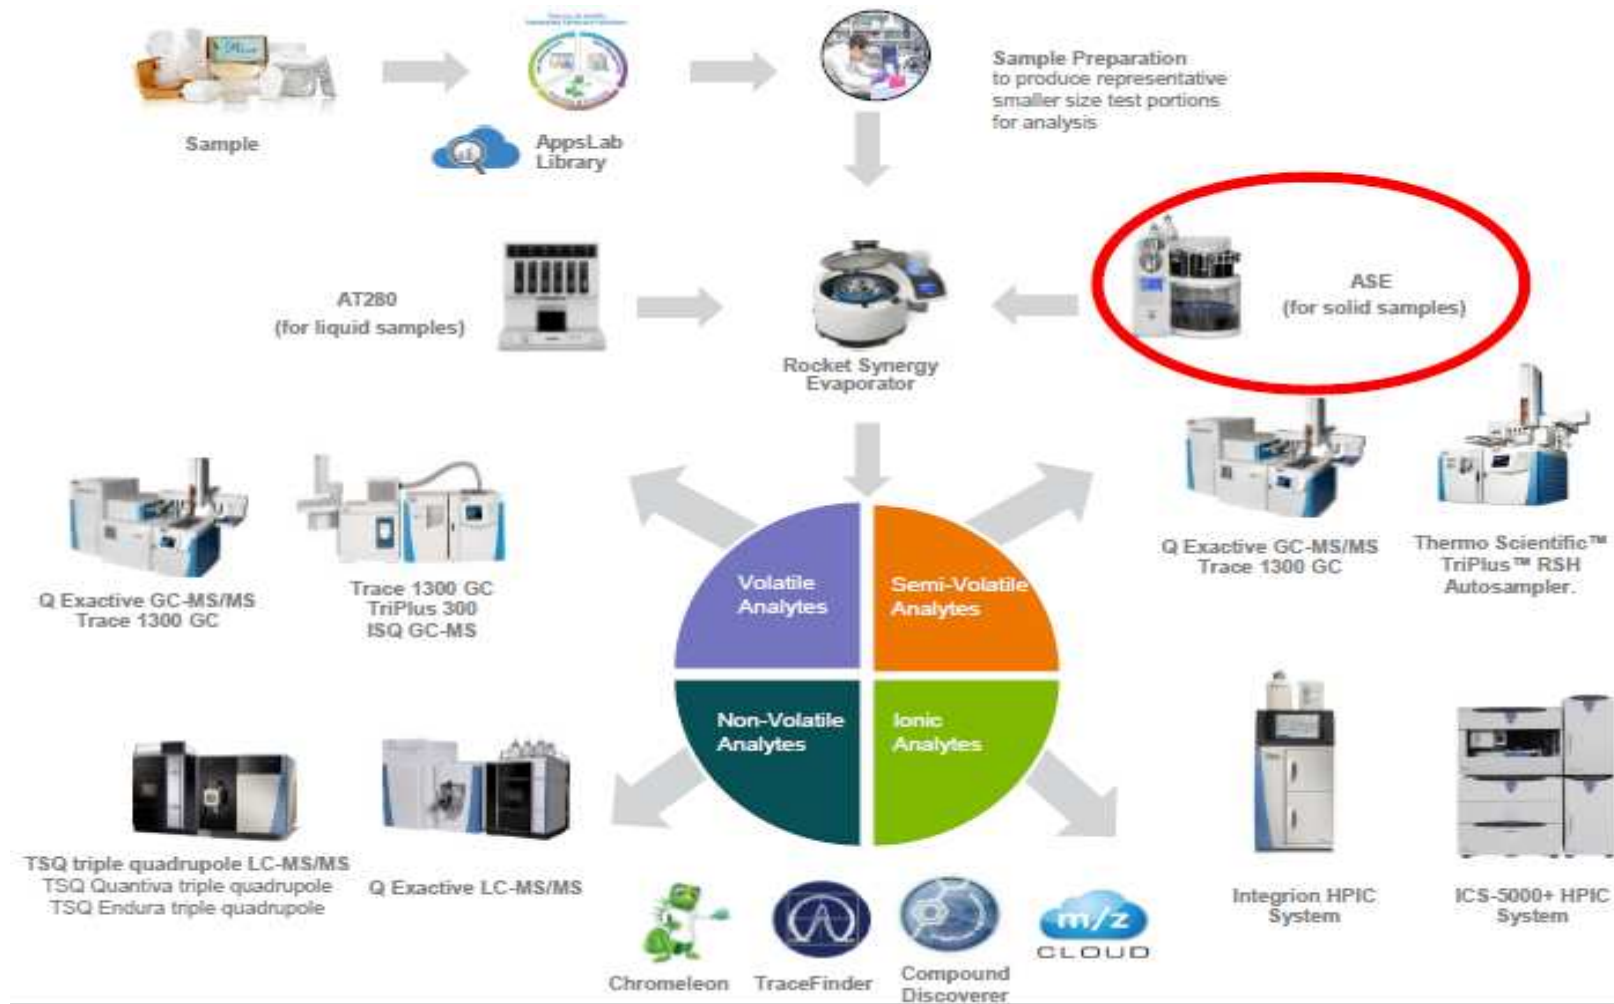 Sample
AppsLab
Library
Sample Preparation
to produce representative
smaller size test portions
for analysis
AT280
(for liquid samples)
Rocket Synergy
Evaporator
ASE
(for solid samples)
Q Exactive GC-MS/MS
Trace 1300 GC
Trace 1300 GC
TriPlus 300
ISQ GC-MS
Volatile
Analytes
Semi-Volatile
Analytes
Q Exactive GC-MS/MS
Trace 1300 GC
Thermo Scientific™
TriPlus™ RSH
Autosampler.
Non-Volatile
Analytes
Ionic
Analytes
TSQ triple quadrupole LC-MS/MS
TSQ Quantiva triple quadrupole
TSQ Endura triple quadrupole
Q Exactive LC-MS/MS
Integrion HPIC
System
ICS-5000+ HPIC
System
Chromeleon
TraceFinder
Compound
Discoverer
m/z
CLOUD